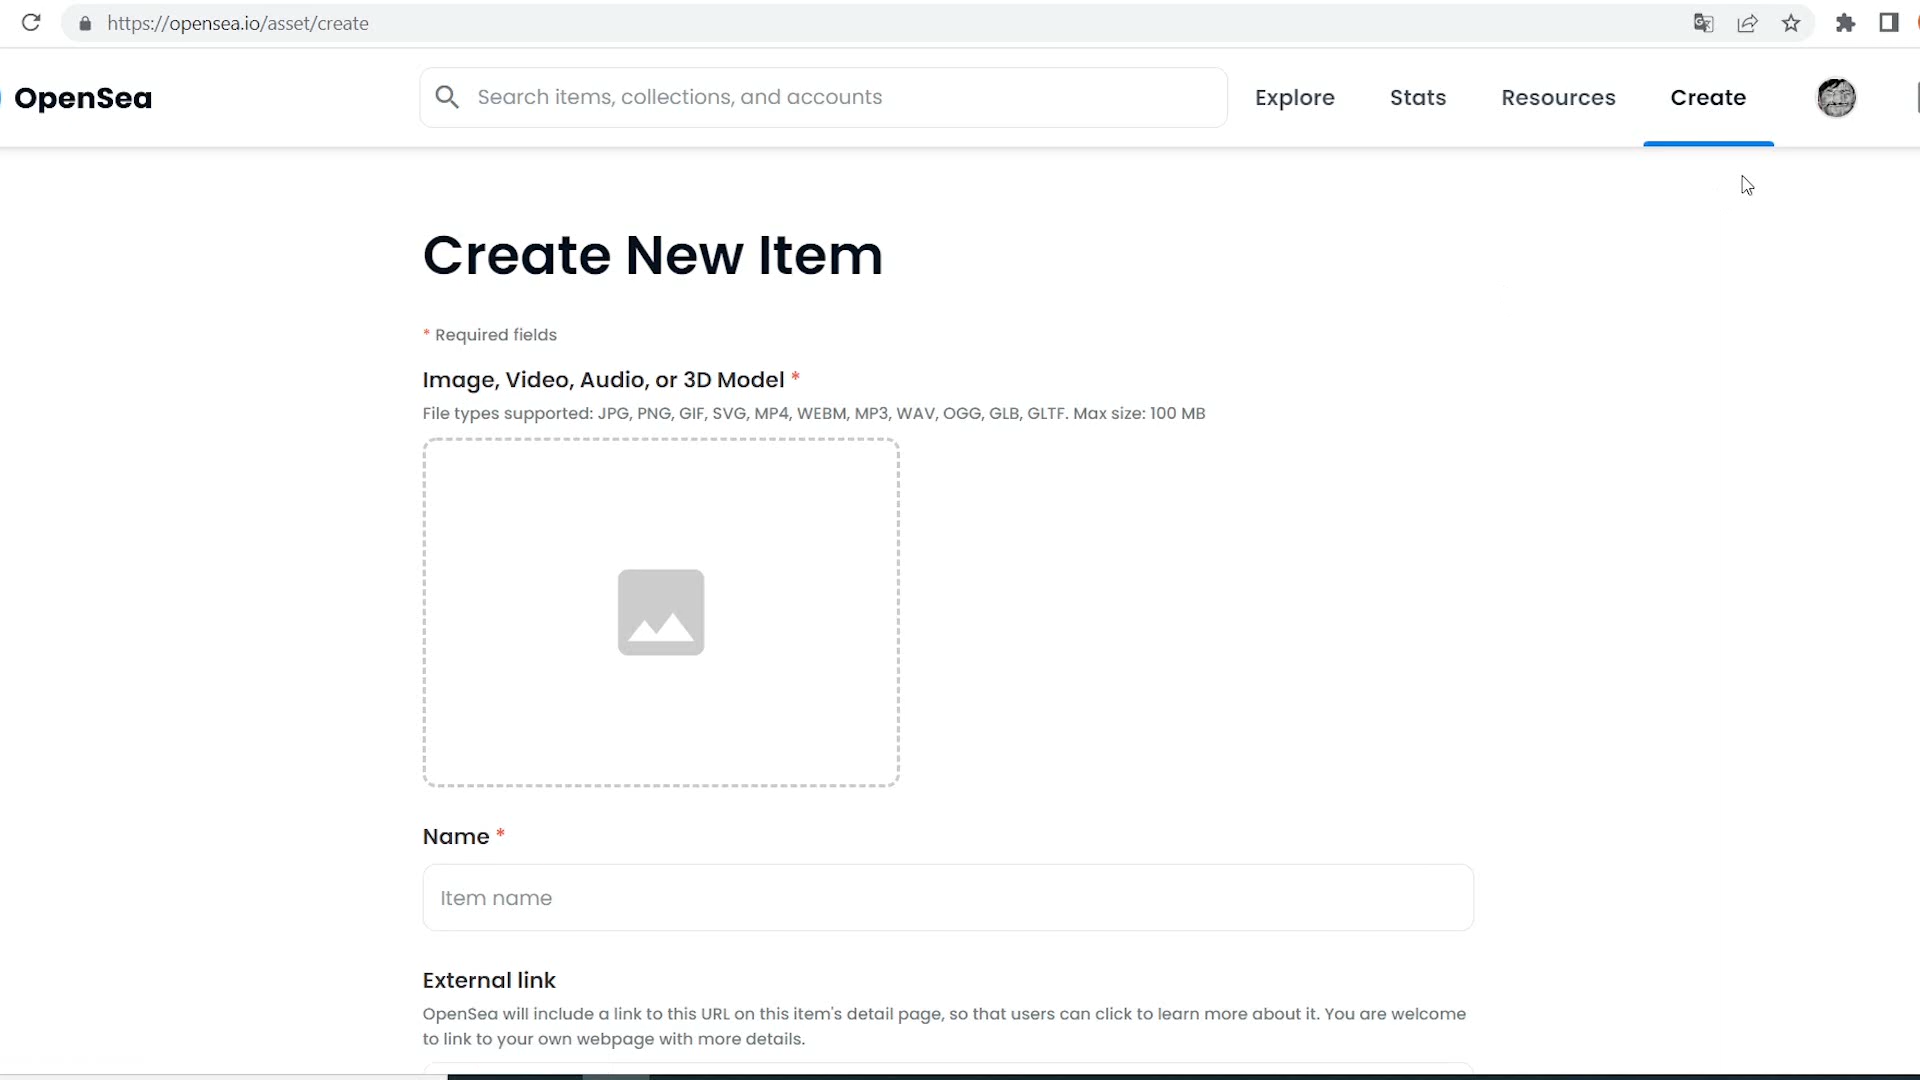 https://opensea.io/asset/create
OpenSea
Search items, collections, and accounts
Explore
Stats
Resources
Create
Create New Item
* Required fields
Image, Video, Audio, or 3D Model *
File types supported: JPG, PNG, GIF, SVG, MP4, WEBM, MP3, WAV, OGG, GLB, GLTF. Max size: 100 MB
Name *
Item name
External link
OpenSea will include a link to this URL on this item's detail page, so that users can click to learn more about it. You are welcome
to link to your own webpage with more details.